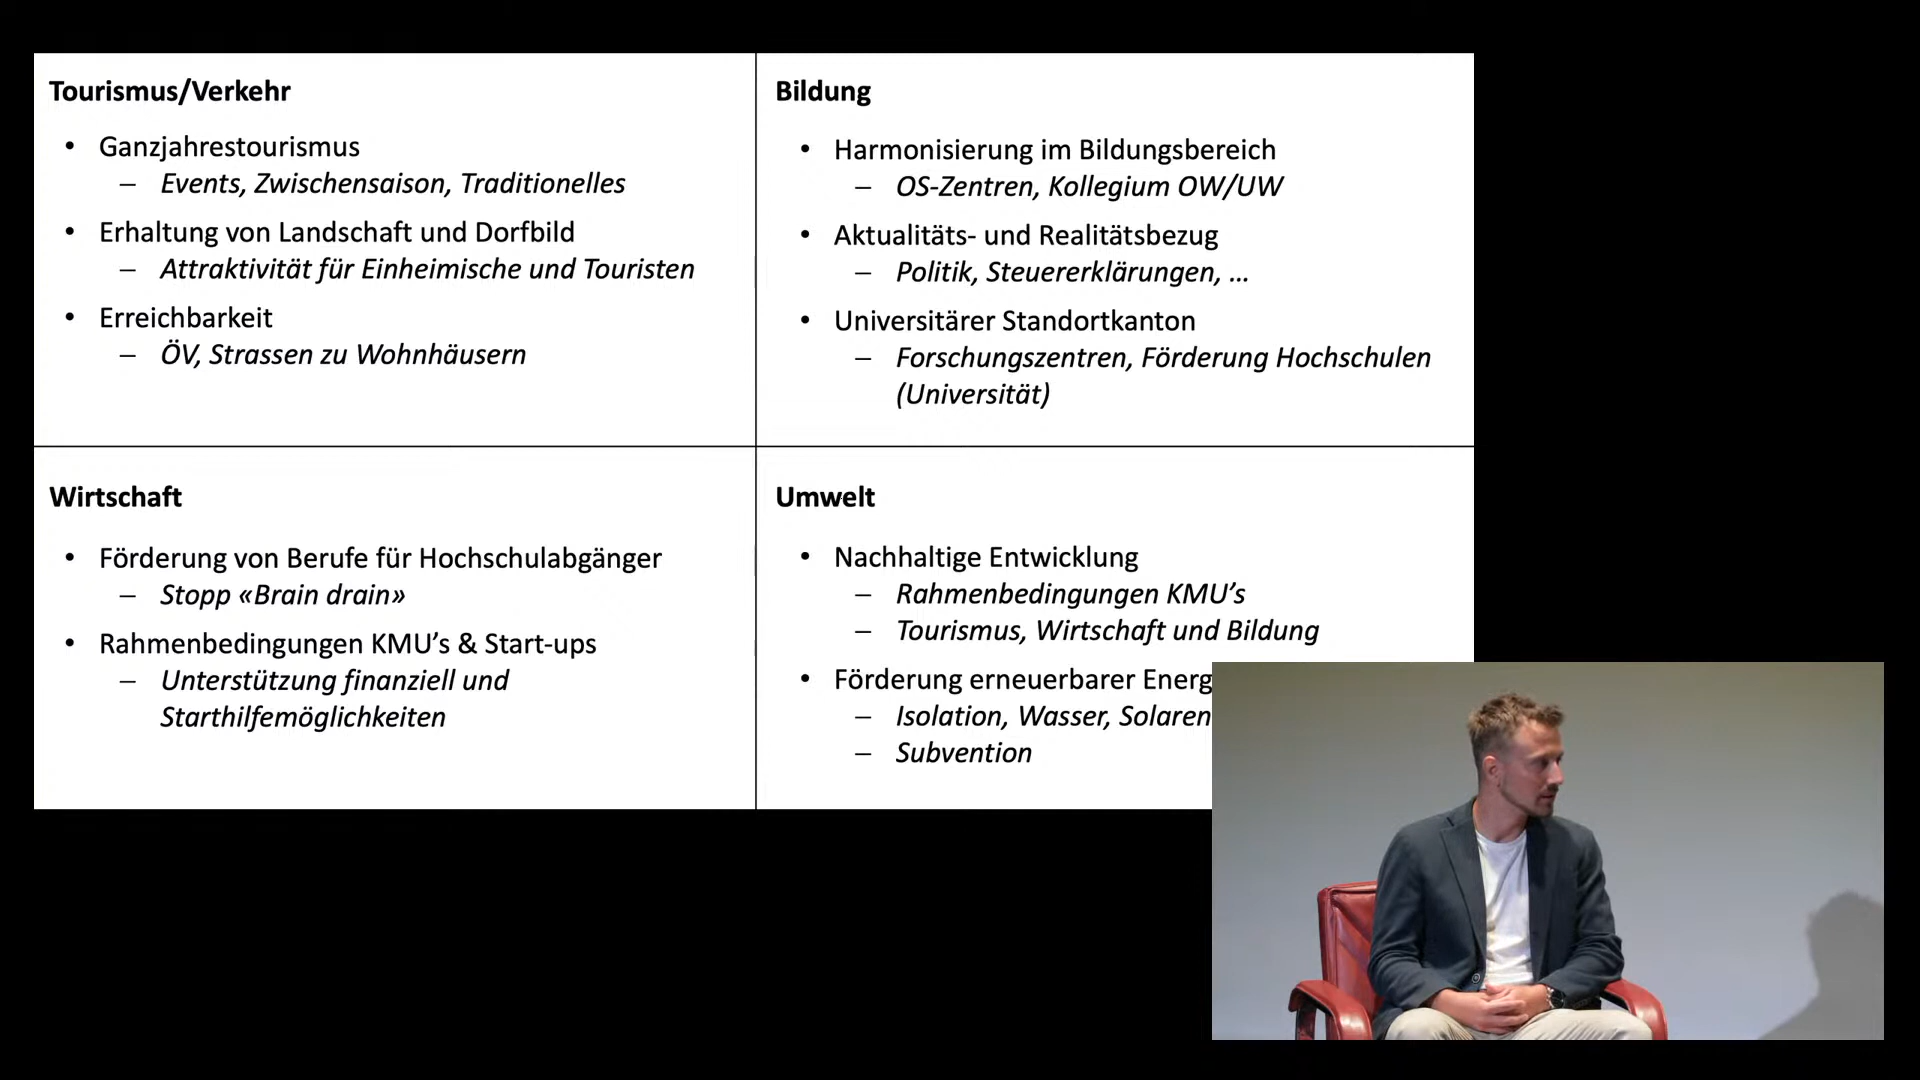 Tourismus/Verkehr
• Ganzjahrestourismus
– Events, Zwischensaison, Traditionelles
• Erhaltung von Landschaft und Dorfbild
– Attraktivität für Einheimische und Touristen
• Erreichbarkeit
– ÖV, Strassen zu Wohnhäusern
Bildung
• Harmonisierung im Bildungsbereich
– OS-Zentren, Kollegium OW/UW
• Aktualitäts- und Realitätsbezug
– Politik, Steuererklärungen, ...
• Universitärer Standortkanton
– Forschungszentren, Förderung Hochschulen
(Universität)
Wirtschaft
• Förderung von Berufe für Hochschulabgänger
– Stopp «Brain drain»
• Rahmenbedingungen KMU’s & Start-ups
– Unterstützung finanziell und
Starthilfemöglichkeiten
Umwelt
• Nachhaltige Entwicklung
– Rahmenbedingungen KMU’s
– Tourismus, Wirtschaft und Bildung
• Förderung erneuerbarer
– Isolation, Wasser,
– Subvention